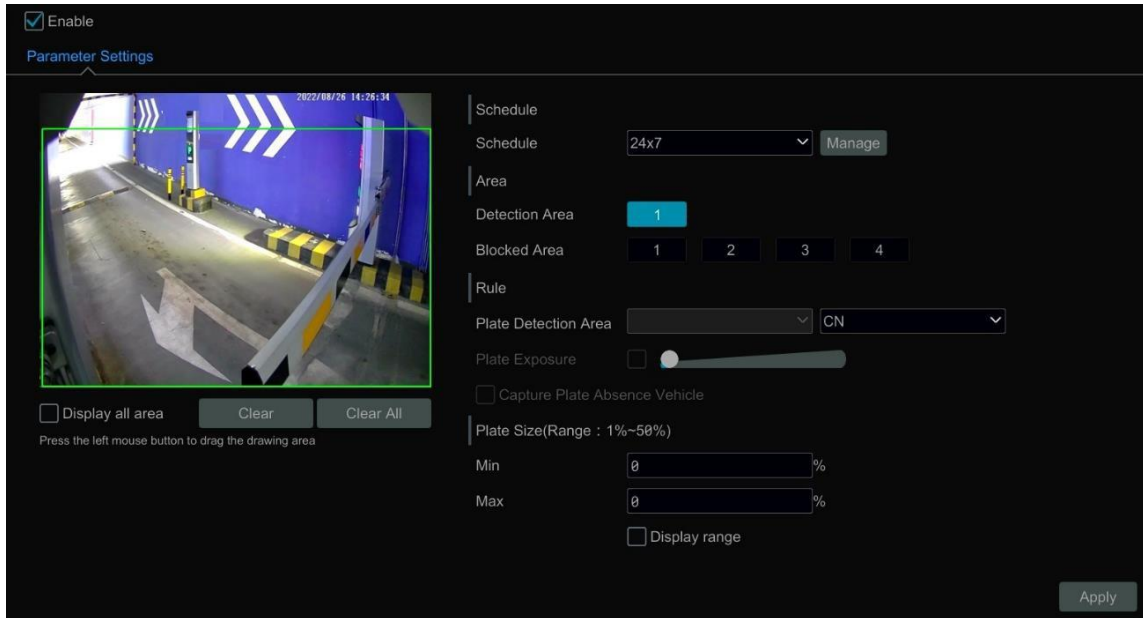 Enable
Parameter Settings
2022/08/26 14:26:34
Display all area Clear Clear All
Press the left mouse button to drag the drawing area
Schedule
Schedule 24x7 Manage
Area
Detection Area 1
Blocked Area 1 2 3 4
Rule
Plate Detection Area CN
Plate Exposure
Capture Plate Absence Vehicle
Plate Size(Range : 1%~50%)
Min 0 %
Max 0 %
Display range
Apply